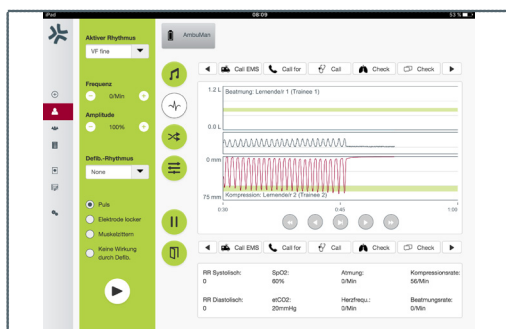 iPad
08:09
53 %
Aktiver Rhythmus
VF fine
Frequenz
0/Min
Amplitude
100%
Defib.-Rhythmus
None
Puls
Elektrode locker
Muskelzittern
Keine Wirkung
durch Defib.
AmbuMan
Call EMS
Call for
Call
Check
Check
1.2 L
Beatmung: Lernende/r 1 (Trainee 1)
0.0 L
0 mm
75 mm
Kompression: Lernende/r 2 (Trainee 2)
0:30
0:45
1:00
Call EMS
Call for
Call
Check
Check
RR Systolisch:
SpO2:
Atmung:
Kompressionsrate:
0
60%
0/Min
56/Min
RR Diastolisch:
etCO2:
Herzfrequ.:
Beatmungsrate:
0
20mmHg
0/Min
0/Min